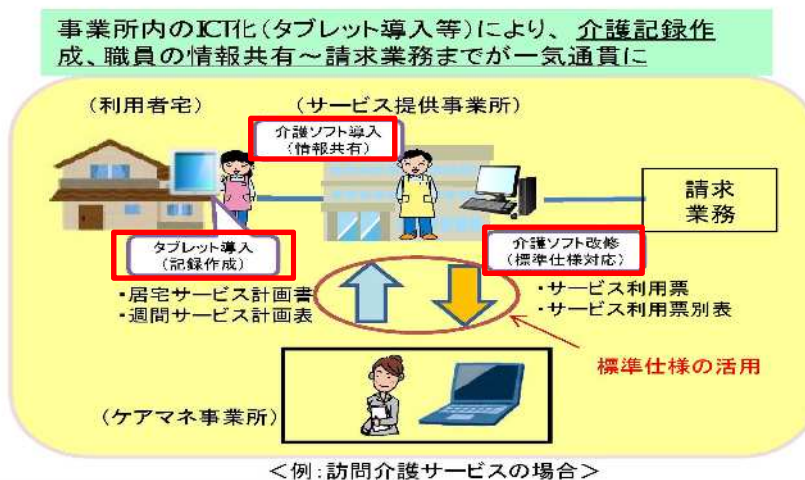 事業所内のICT化(タブレット導入等)により、介護記録作
成、職員の情報共有~請求業務までが一気通貫に
(利用者宅)
(サービス提供事業所)
介護ソフト導入
(情報共有)
請求
業務
タブレット導入
(記録作成)
介護ソフト改修
(標準仕様対応)
・居宅サービス計画書
・週間サービス計画表
・サービス利用票
・サービス利用票別表
標準仕様の活用
(ケアマネ事業所)
<例:訪問介護サービスの場合>